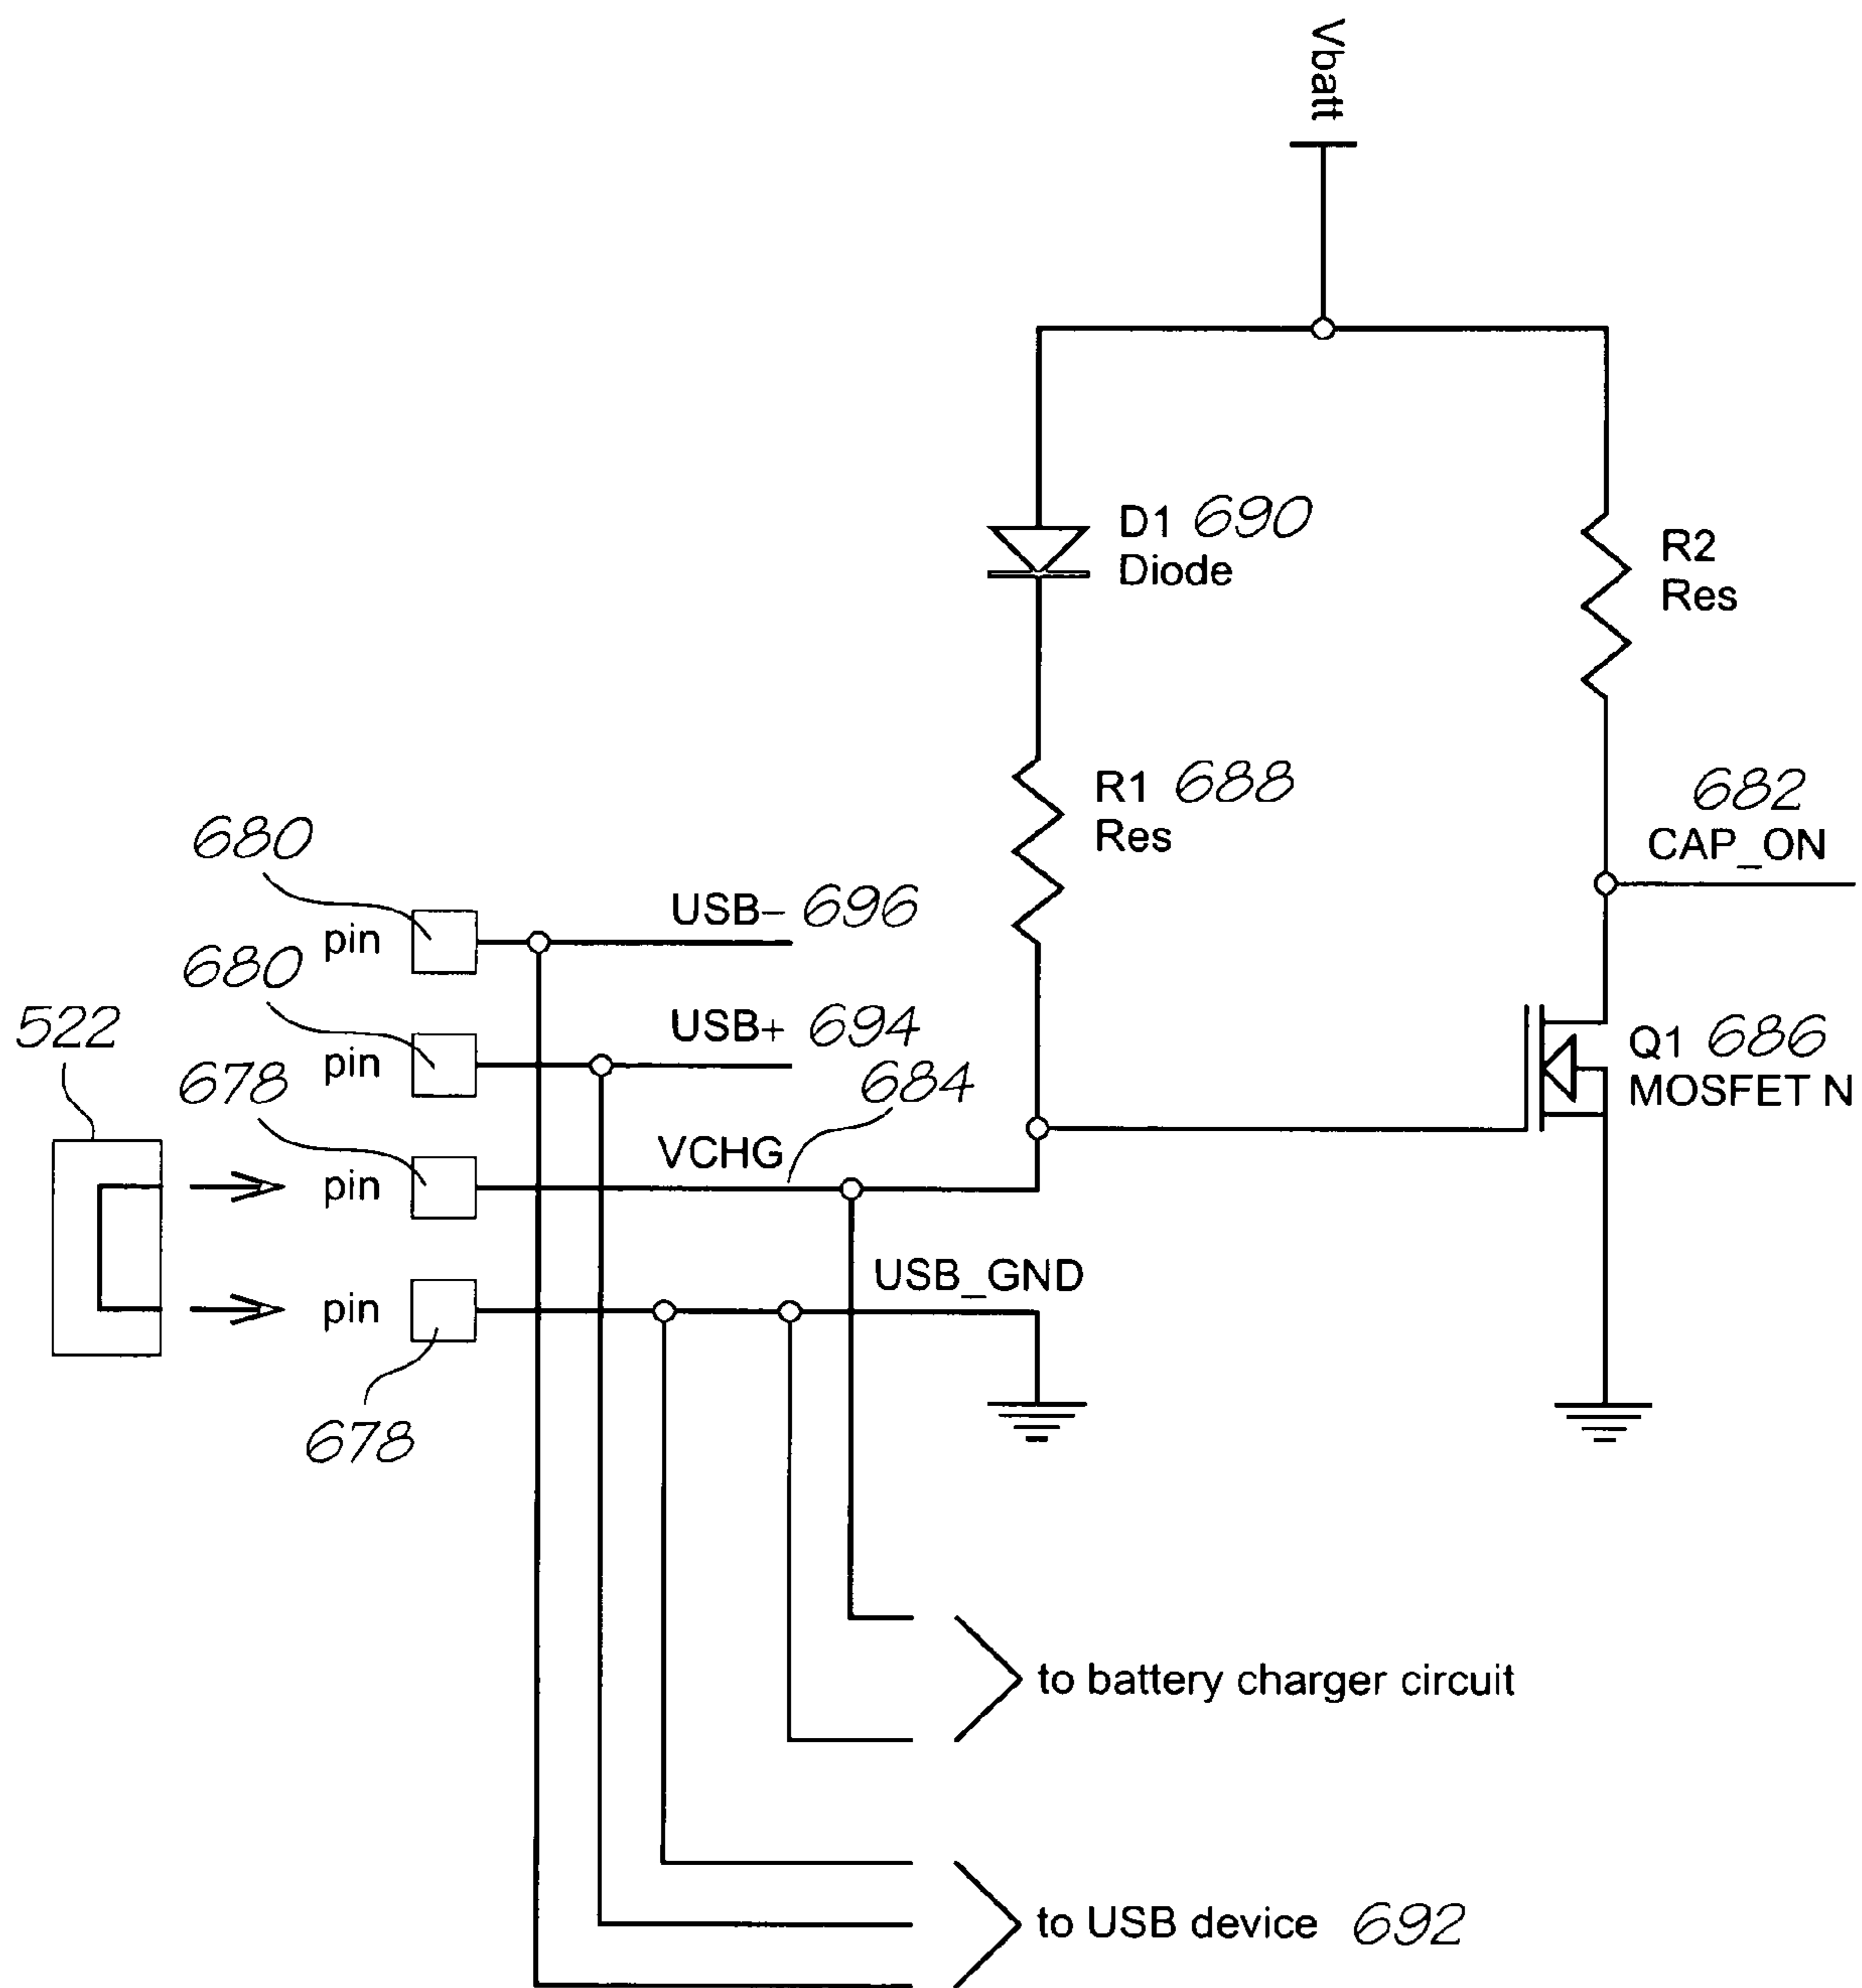 Vbatt
D1 690
Diode
R2
Res
R1 688
Res
682
CAP_ON
680
pin
USB– 696
680
pin
USB+ 694
522
678
pin
VCHG
684
Q1 686
MOSFET N
pin
USB_GND
678
to battery charger circuit
to USB device 692